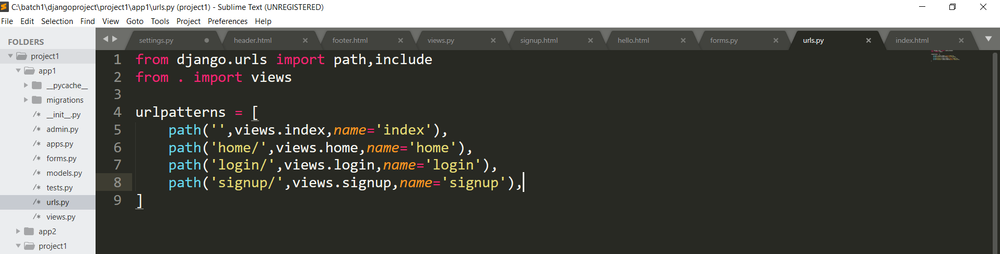 C:\batch1\djangoproject\project1\app1\urls.py (project1) - Sublime Text (UNREGISTERED)
File Edit Selection Find View Goto Tools Project Preferences Help
FOLDERS
project1
app1
__pycache__
migrations
/* __init__.py
/* admin.py
/* apps.py
/* forms.py
/* models.py
/* tests.py
/* urls.py
/* views.py
app2
project1
settings.py header.html footer.html views.py signup.html hello.html forms.py urls.py index.html
1 from django.urls import path,include
2 from . import views
3
4 urlpatterns = [
5     path('',views.index,name='index'),
6     path('home/',views.home,name='home'),
7     path('login/',views.login,name='login'),
8     path('signup/',views.signup,name='signup'),
9 ]